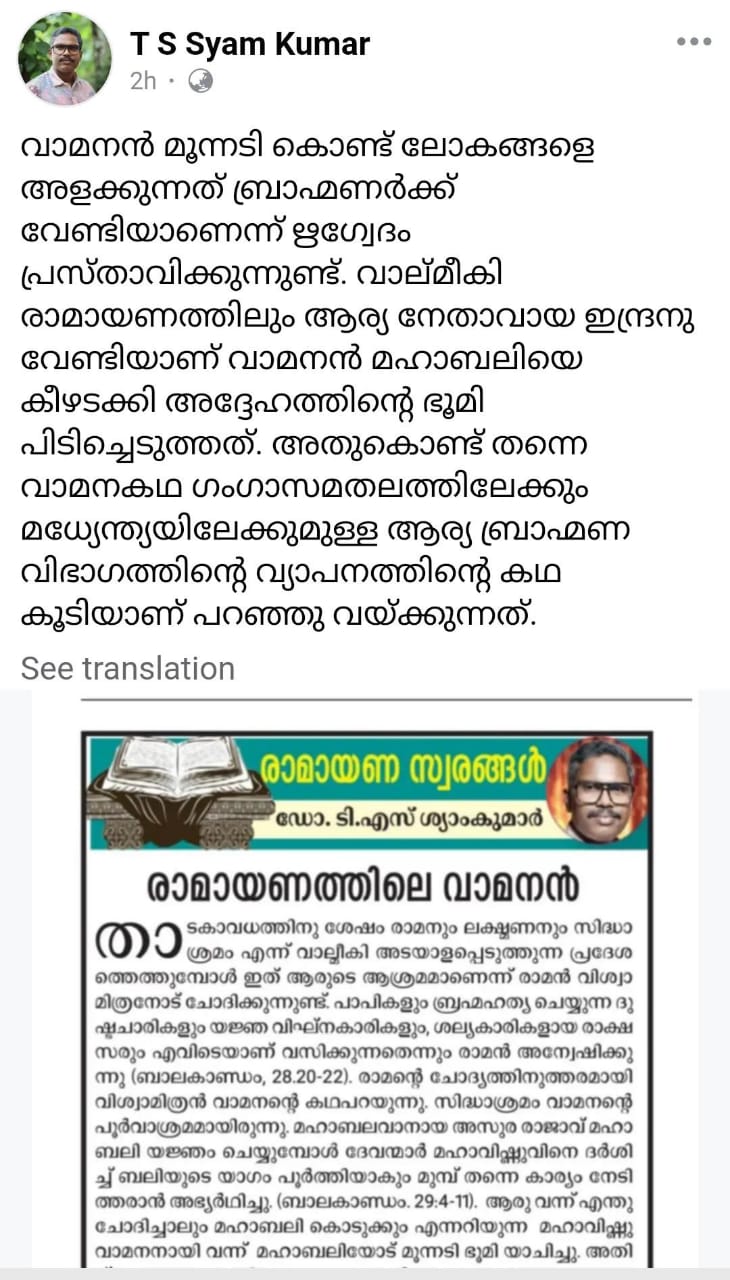 T S Syam Kumar
2h
വാമനൻ മൂന്നടി കൊണ്ട് ലോകങ്ങളെ
അളക്കുന്നത് ബ്രാഹ്മണർക്ക്
വേണ്ടിയാണെന്ന് ഋഗ്വേദം
പ്രസ്താവിക്കുന്നുണ്ട്. വാല്മീകി
രാമായണത്തിലും ആര്യ നേതാവായ ഇന്ദ്രനു
വേണ്ടിയാണ് വാമനൻ മഹാബലിയെ
കീഴടക്കി അദ്ദേഹത്തിന്റെ ഭൂമി
പിടിച്ചെടുത്തത്. അതുകൊണ്ട് തന്നെ
വാമനകഥ ഗംഗാസമതലത്തിലേക്കും
മധ്യേന്ത്യയിലേക്കുമുള്ള ആര്യ ബ്രാഹ്മണ
വിഭാഗത്തിന്റെ വ്യാപനത്തിന്റെ കഥ
കൂടിയാണ് പറഞ്ഞു വയ്ക്കുന്നത്.
See translation
രാമായണ സ്വരങ്ങൾ
ഡോ. ടി.എസ് ശ്യാംകുമാർ
രാമായണത്തിലെ വാമനൻ
താടകാവധത്തിനു ശേഷം രാമനും ലക്ഷ്മണനും സിദ്ധാ
ശ്രമം എന്ന് വാല്മീകി അടയാളപ്പെടുത്തുന്ന പ്രദേശ
ത്തെത്തുമ്പോൾ ഇത് ആരുടെ ആശ്രമമാണെന്ന് രാമൻ വിശ്വാ
മിത്രനോട് ചോദിക്കുന്നുണ്ട്. പാപികളും ബ്രഹ്മഹത്യ ചെയ്യുന്ന ദു
ഷ്ടചാരികളും യജ്ഞ വിഘ്നകാരികളും, ശല്യകാരികളായ രാക്ഷ
സരും എവിടെയാണ് വസിക്കുന്നതെന്നും രാമൻ അന്വേഷിക്കു
ന്നു (ബാലകാണ്ഡം, 28.20-22). രാമന്റെ ചോദ്യത്തിനുത്തരമായി
വിശ്വാമിത്രൻ വാമനന്റെ കഥപറയുന്നു. സിദ്ധാശ്രമം വാമനന്റെ
പൂർവാശ്രമമായിരുന്നു. മഹാബലവാനായ അസുര രാജാവ് മഹാ
ബലി യജ്ഞം ചെയ്യുമ്പോൾ ദേവന്മാർ മഹാവിഷ്ണുവിനെ ദർശി
ച്ച് ബലിയുടെ യാഗം പൂർത്തിയാകും മുമ്പ് തന്നെ കാര്യം നേടി
ത്തരാൻ അഭ്യർഥിച്ചു. (ബാലകാണ്ഡം. 29:4-11). ആരു വന്ന് എന്തു
ചോദിച്ചാലും മഹാബലി കൊടുക്കും എന്നറിയുന്ന മഹാവിഷ്ണു
വാമനനായി വന്ന് മഹാബലിയോട് മൂന്നടി ഭൂമി യാചിച്ചു. അതി